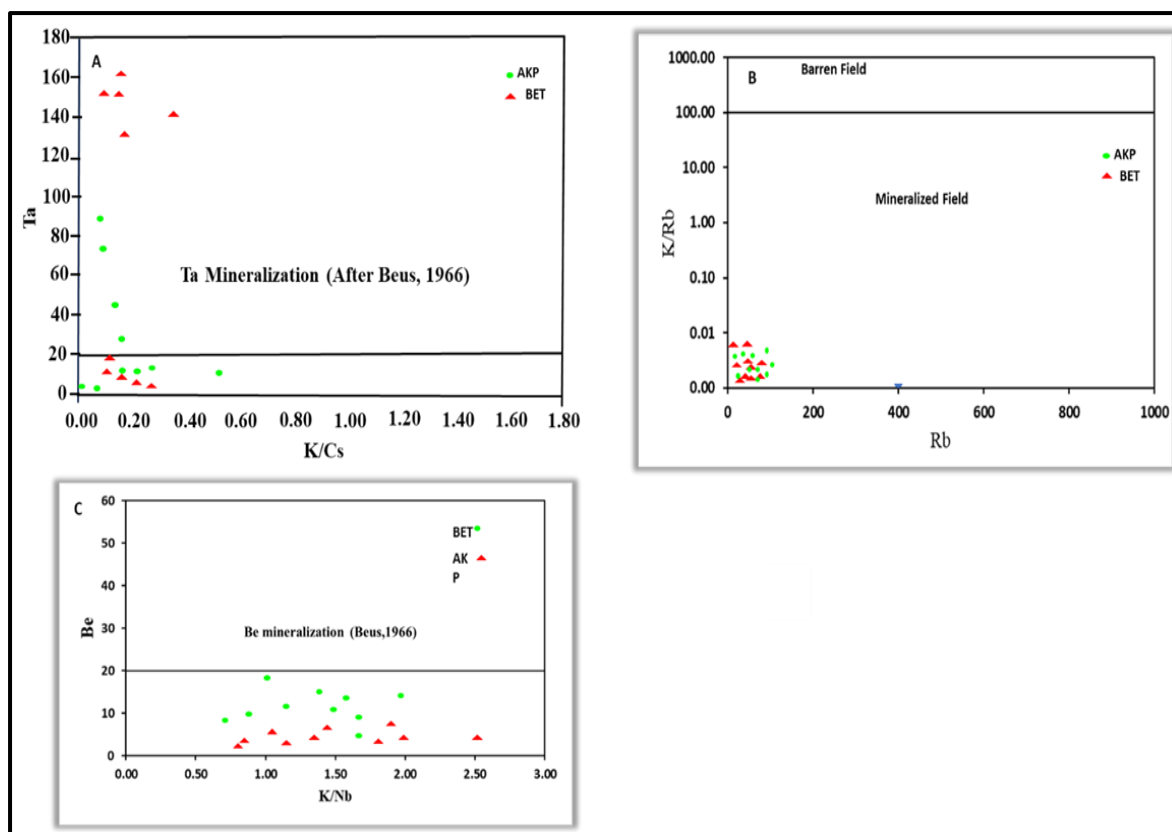 A
180
160
140
120
100
80
60
40
20
0
Ta
AKP
BET
Ta Mineralization (After Beus, 1966)
0.00 0.20 0.40 0.60 0.80 1.00 1.20 1.40 1.60 1.80
K/Cs
B
1000.00
100.00
10.00
1.00
0.10
0.01
0.00
K/Rb
Barren Field
AKP
BET
Mineralized Field
0 200 400 600 800 1000
Rb
C
60
50
40
30
20
10
0
Be
BET
AK
P
Be mineralization (Beus,1966)
0.00 0.50 1.00 1.50 2.00 2.50 3.00
K/Nb